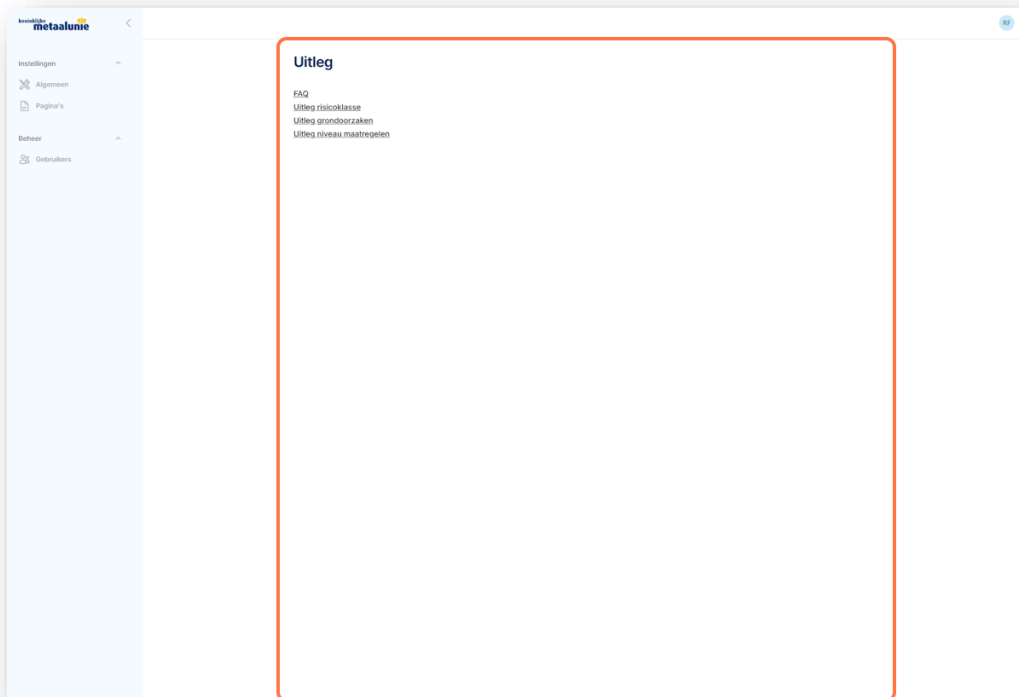 koninklijke
metaalunie
RF
Instellingen
Algemeen
Pagina's
Beheer
Gebruikers
Uitleg
FAQ
Uitleg risicoklasse
Uitleg grondoorzaken
Uitleg niveau maatregelen